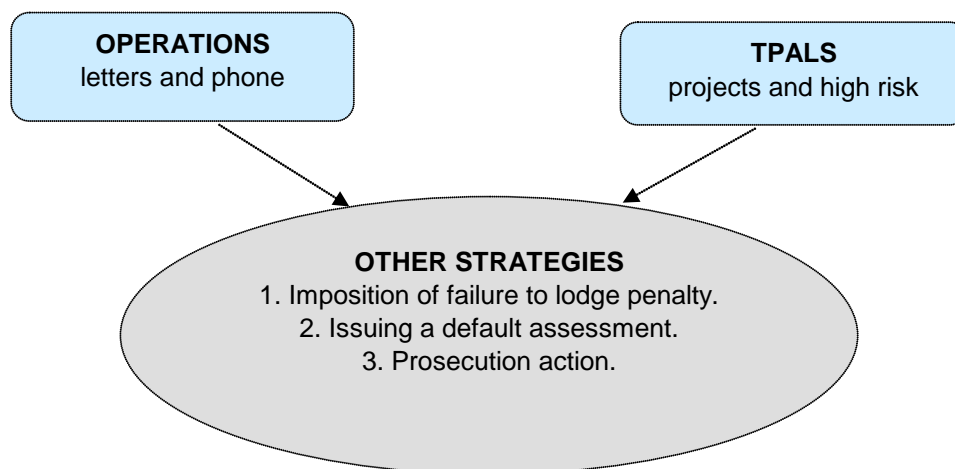 OPERATIONS
letters and phone
TPALS
projects and high risk
OTHER STRATEGIES
1. Imposition of failure to lodge penalty.
2. Issuing a default assessment.
3. Prosecution action.